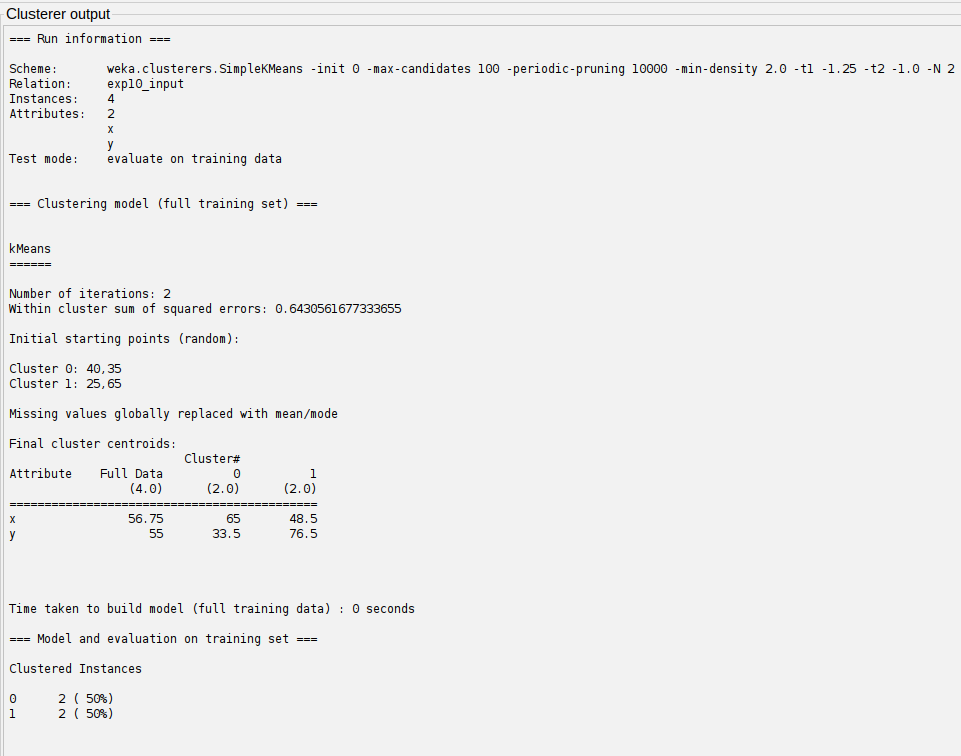 Clusterer output
=== Run information ===
Scheme:       weka.clusterers.SimpleKMeans -init 0 -max-candidates 100 -periodic-pruning 10000 -min-density 2.0 -t1 -1.25 -t2 -1.0 -N 2
Relation:     exp10_input
Instances:    4
Attributes:   2
              x
              y
Test mode:    evaluate on training data
=== Clustering model (full training set) ===
kMeans
======
Number of iterations: 2
Within cluster sum of squared errors: 0.6430561677333655
Initial starting points (random):
Cluster 0: 40,35
Cluster 1: 25,65
Missing values globally replaced with mean/mode
Final cluster centroids:
                         Cluster#
Attribute    Full Data          0          1
                 (4.0)      (2.0)      (2.0)
============================================
x                56.75         65       48.5
y                   55       33.5       76.5
Time taken to build model (full training data) : 0 seconds
=== Model and evaluation on training set ===
Clustered Instances
0      2 ( 50%)
1      2 ( 50%)